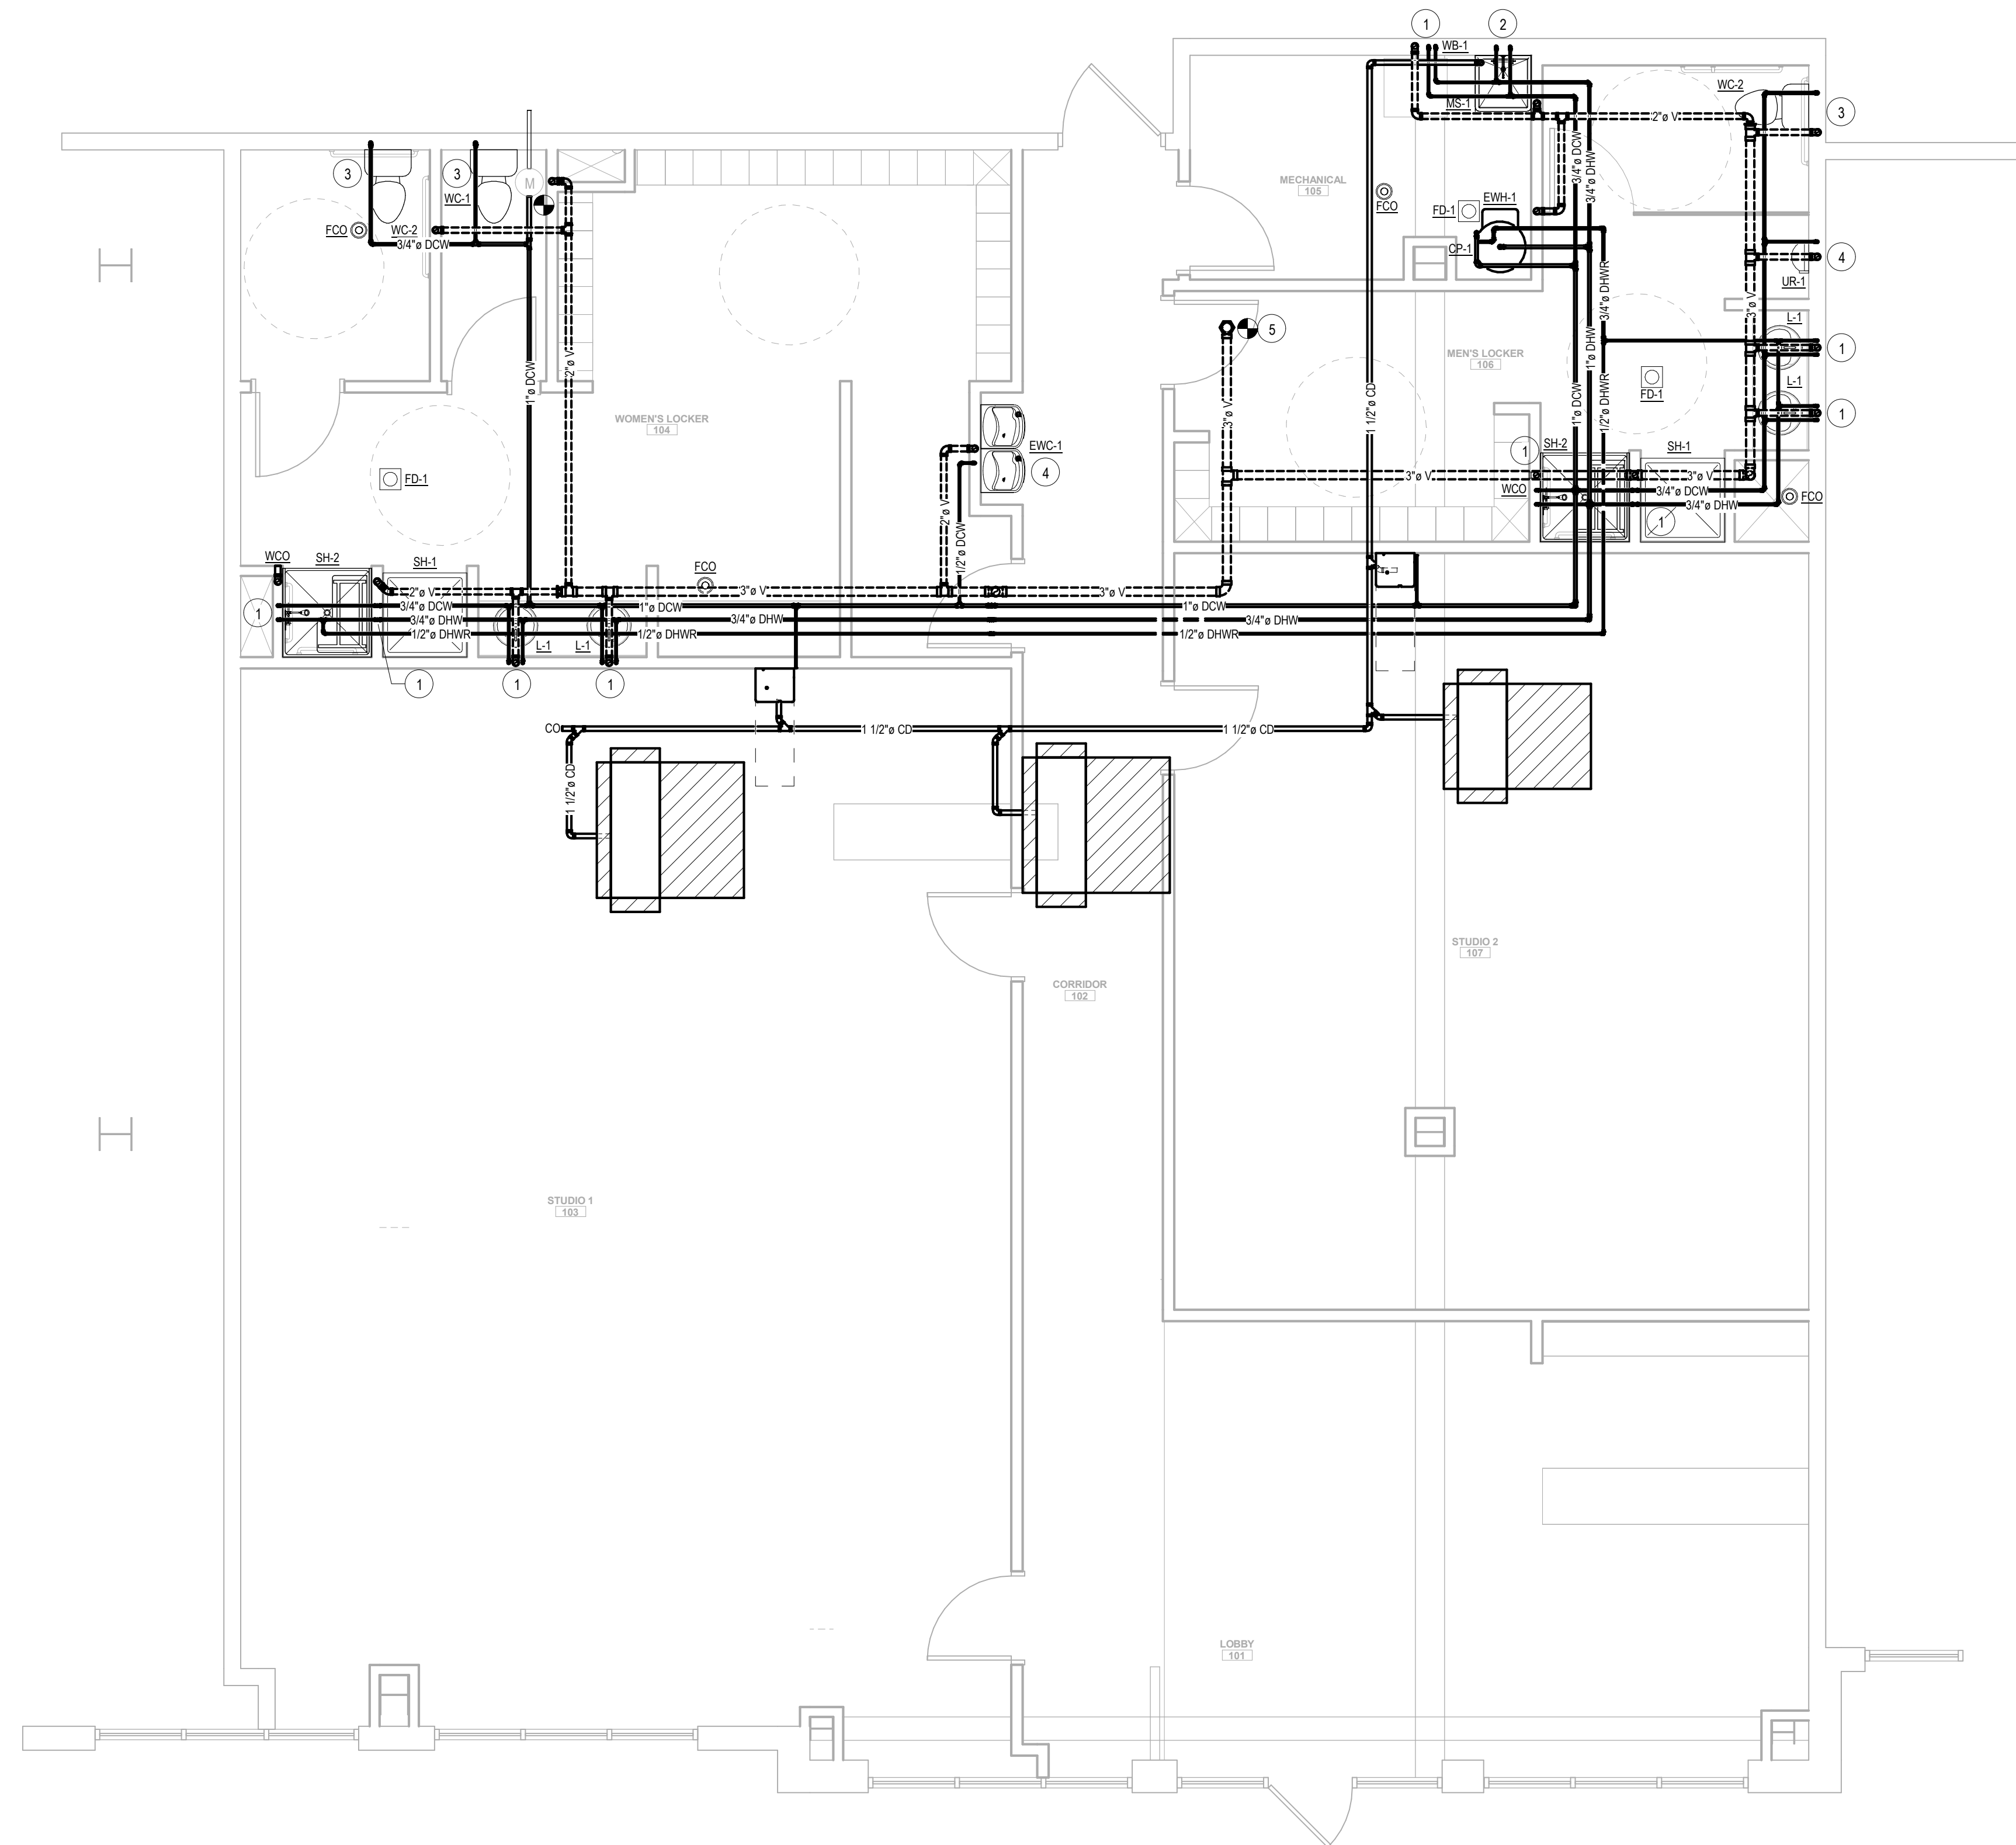 1
2
WB-1
MS-1
WC-2
2"ø V
3
3
3
M
WC-1
FCO
WC-2
3/4"ø DCW
MECHANICAL
105
FCO
FD-1
EWH-1
CP-1
3/4"ø DCW
3/4"ø DHW
3/4"ø DHWR
4
UR-1
3"ø V
L-1
1
L-1
1
5
MEN'S LOCKER
106
FD-1
1"ø DCW
2"ø V
3"ø V
1 1/2"ø CD
1"ø DHW
1"ø DCW
1/2"ø DHWR
WOMEN'S LOCKER
104
EWC-1
4
FD-1
1
SH-2
SH-1
3"ø V
3"ø V
WCO
3/4"ø DCW
3/4"ø DHW
FCO
1
2"ø V
1/2"ø DCW
WCO
SH-2
SH-1
FCO
2"ø V
3"ø V
3"ø V
1
3/4"ø DCW
1"ø DCW
1"ø DCW
3/4"ø DHW
3/4"ø DHW
3/4"ø DHW
1/2"ø DHWR
1/2"ø DHWR
1/2"ø DHWR
L-1
L-1
1
1
1
CO
1 1/2"ø CD
1 1/2"ø CD
1 1/2"ø CD
STUDIO 2
107
CORRIDOR
102
STUDIO 1
103
LOBBY
101